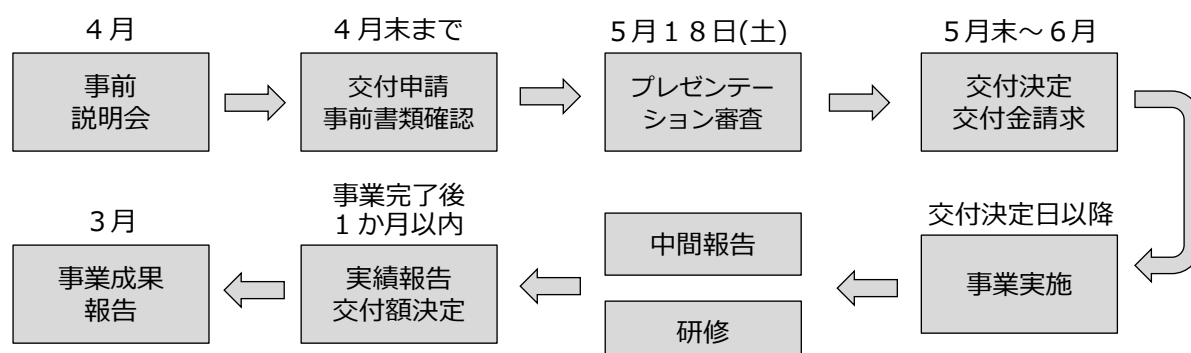 ４月
事前
説明会
４月末まで
交付申請
事前書類確認
５月１８日(土)
プレゼンテー
ション審査
５月末～６月
交付決定
交付金請求
交付決定日以降
事業実施
中間報告
研修
事業完了後
１か月以内
実績報告
交付額決定
３月
事業成果
報告